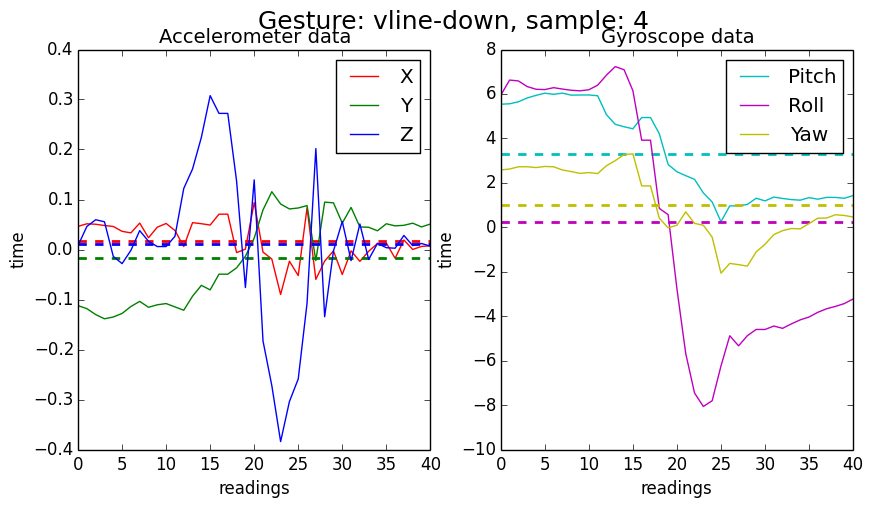 Gesture: vline-down, sample: 4
Accelerometer data
0.4
0.3
0.2
0.1
0.0
−0.1
−0.2
−0.3
−0.4
time
0 5 10 15 20 25 30 35 40
readings
X
Y
Z
Gyroscope data
8
6
4
2
0
−2
−4
−6
−8
−10
time
0 5 10 15 20 25 30 35 40
readings
Pitch
Roll
Yaw